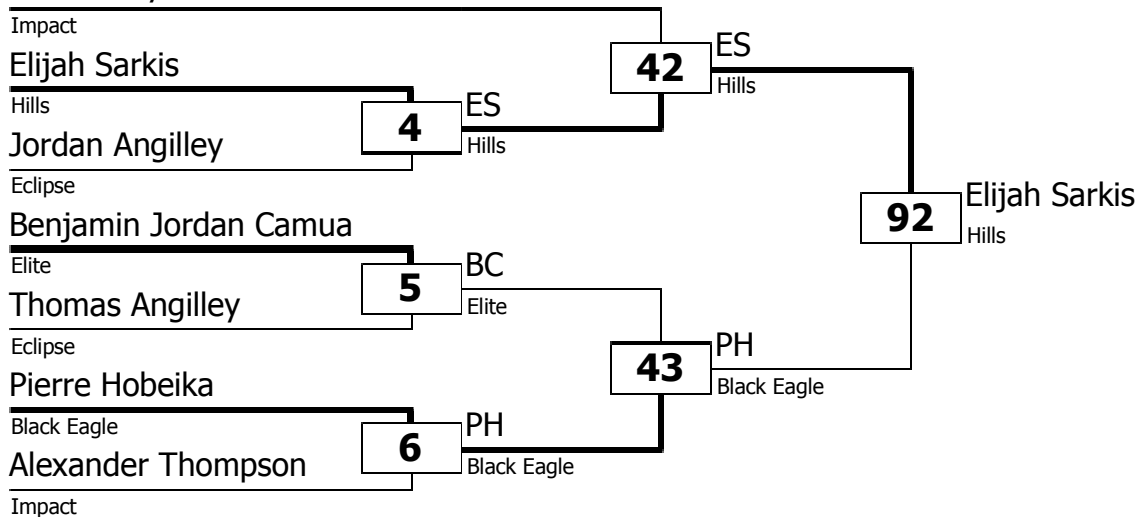 Impact
Elijah Sarkis
Hills
Jordan Angilley
Eclipse
Benjamin Jordan Camua
Elite
Thomas Angilley
Eclipse
Pierre Hobeika
Black Eagle
Alexander Thompson
Impact
4
ES
Hills
5
BC
Elite
6
PH
Black Eagle
42
ES
Hills
43
PH
Black Eagle
92
Elijah Sarkis
Hills